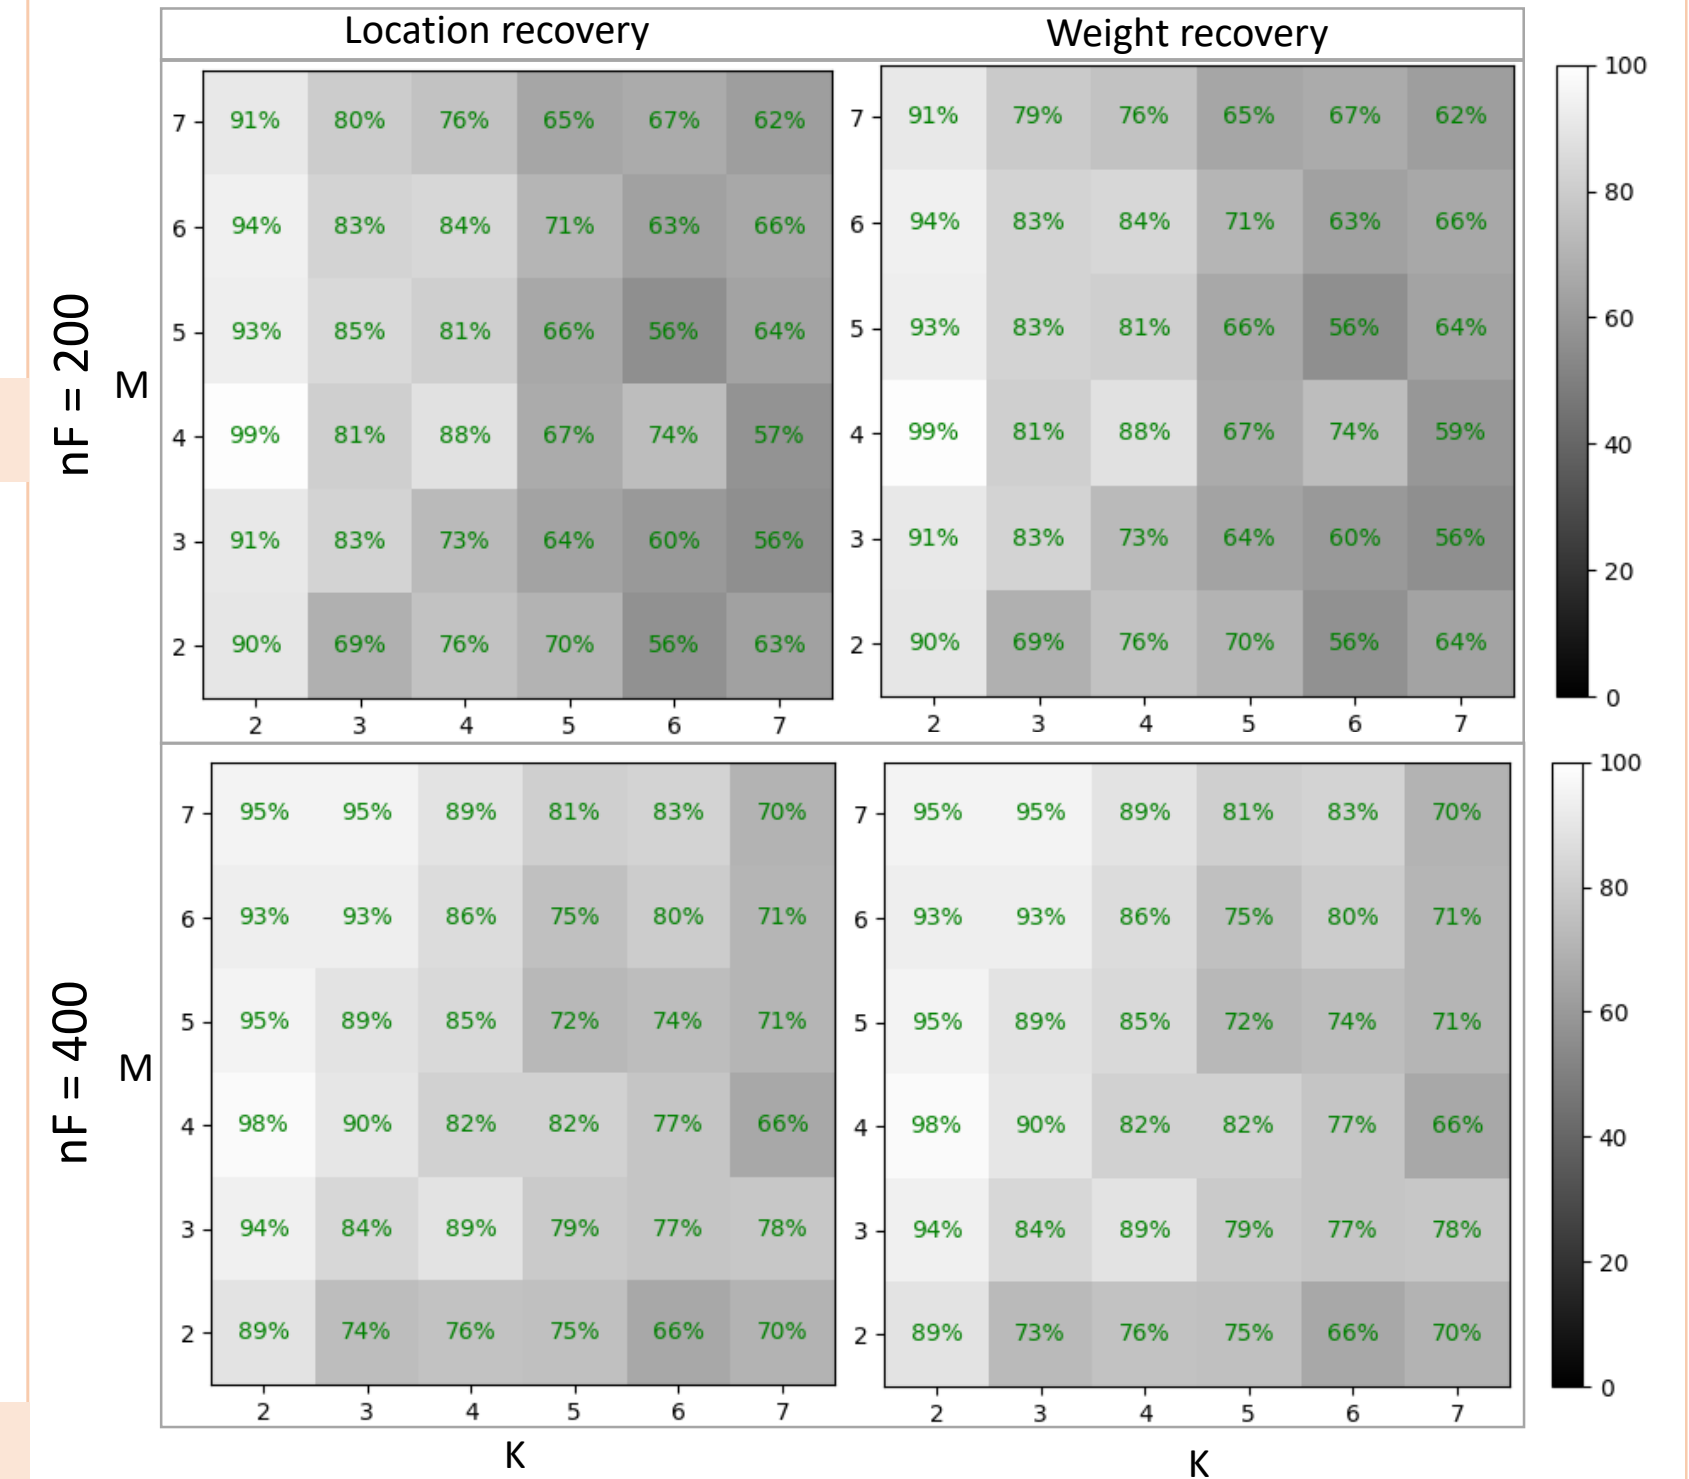 Location recovery Weight recovery
nF = 200
M
7 91% 80% 76% 65% 67% 62%
6 94% 83% 84% 71% 63% 66%
5 93% 85% 81% 66% 56% 64%
4 99% 81% 88% 67% 74% 57%
3 91% 83% 73% 64% 60% 56%
2 90% 69% 76% 70% 56% 63%
2 3 4 5 6 7
7 91% 79% 76% 65% 67% 62%
6 94% 83% 84% 71% 63% 66%
5 93% 83% 81% 66% 56% 64%
4 99% 81% 88% 67% 74% 59%
3 91% 83% 73% 64% 60% 56%
2 90% 69% 76% 70% 56% 64%
2 3 4 5 6 7
100
80
60
40
20
0
nF = 400
M
7 95% 95% 89% 81% 83% 70%
6 93% 93% 86% 75% 80% 71%
5 95% 89% 85% 72% 74% 71%
4 98% 90% 82% 82% 77% 66%
3 94% 84% 89% 79% 77% 78%
2 89% 74% 76% 75% 66% 70%
2 3 4 5 6 7
K
7 95% 95% 89% 81% 83% 70%
6 93% 93% 86% 75% 80% 71%
5 95% 89% 85% 72% 74% 71%
4 98% 90% 82% 82% 77% 66%
3 94% 84% 89% 79% 77% 78%
2 89% 73% 76% 75% 66% 70%
2 3 4 5 6 7
K
100
80
60
40
20
0